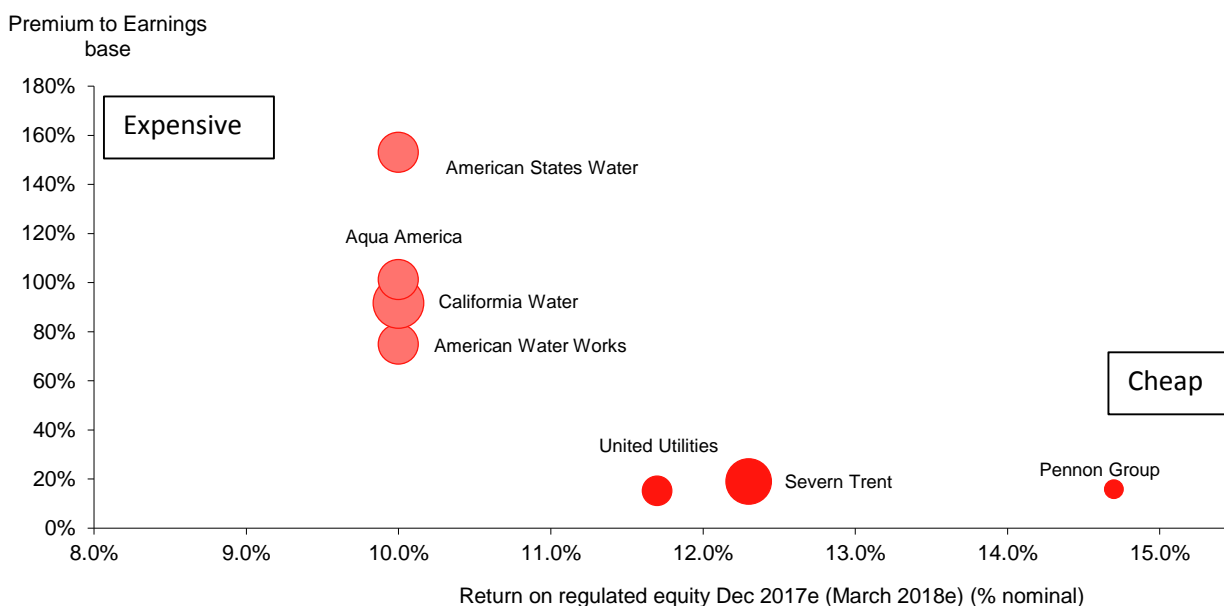 Premium to Earnings
base
180%
Expensive
160%
American States Water
140%
120%
Aqua America
100%
Califormia Water
80%
American Water Works
60%
Cheap
40%
United Utilities
20%
Severn Trent
Pennon Group
0%
8.0%
9.0%
10.0%
11.0%
12.0%
13.0%
14.0%
15.0%
Return on regulated equity Dec 2017e (March 2018e) (% nominal)